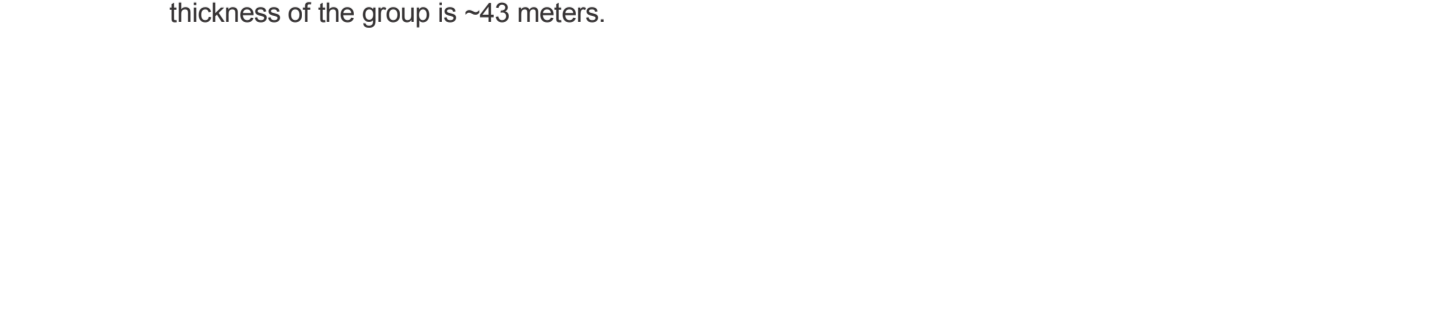 thickness of the group is ~43 meters.